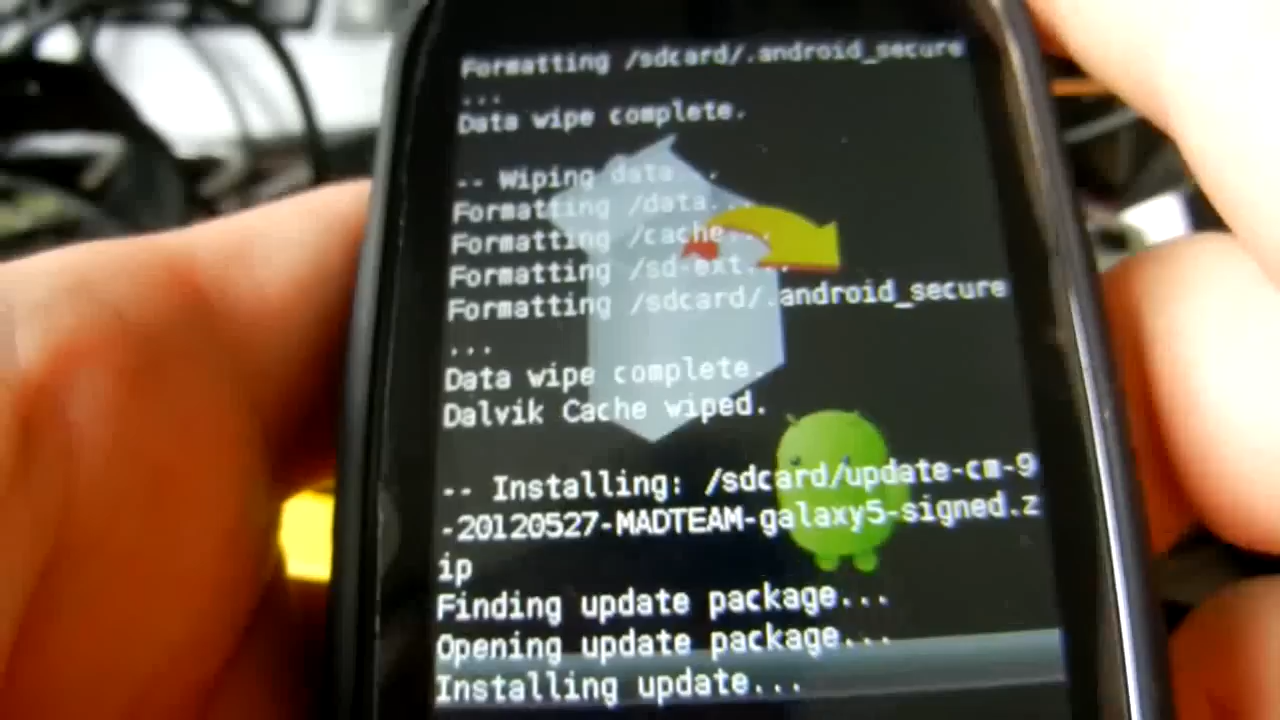 Formatting /sdcard/.android_secure
...
Data wipe complete.
-- Wiping data...
Formatting /data...
Formatting /cache...
Formatting /sd-ext...
Formatting /sdcard/.android_secure
...
Data wipe complete.
Dalvik Cache wiped.
-- Installing: /sdcard/update-cm-9
-20120527-MADTEAM-galaxy5-signed.z
ip
Finding update package...
Opening update package...
Installing update...